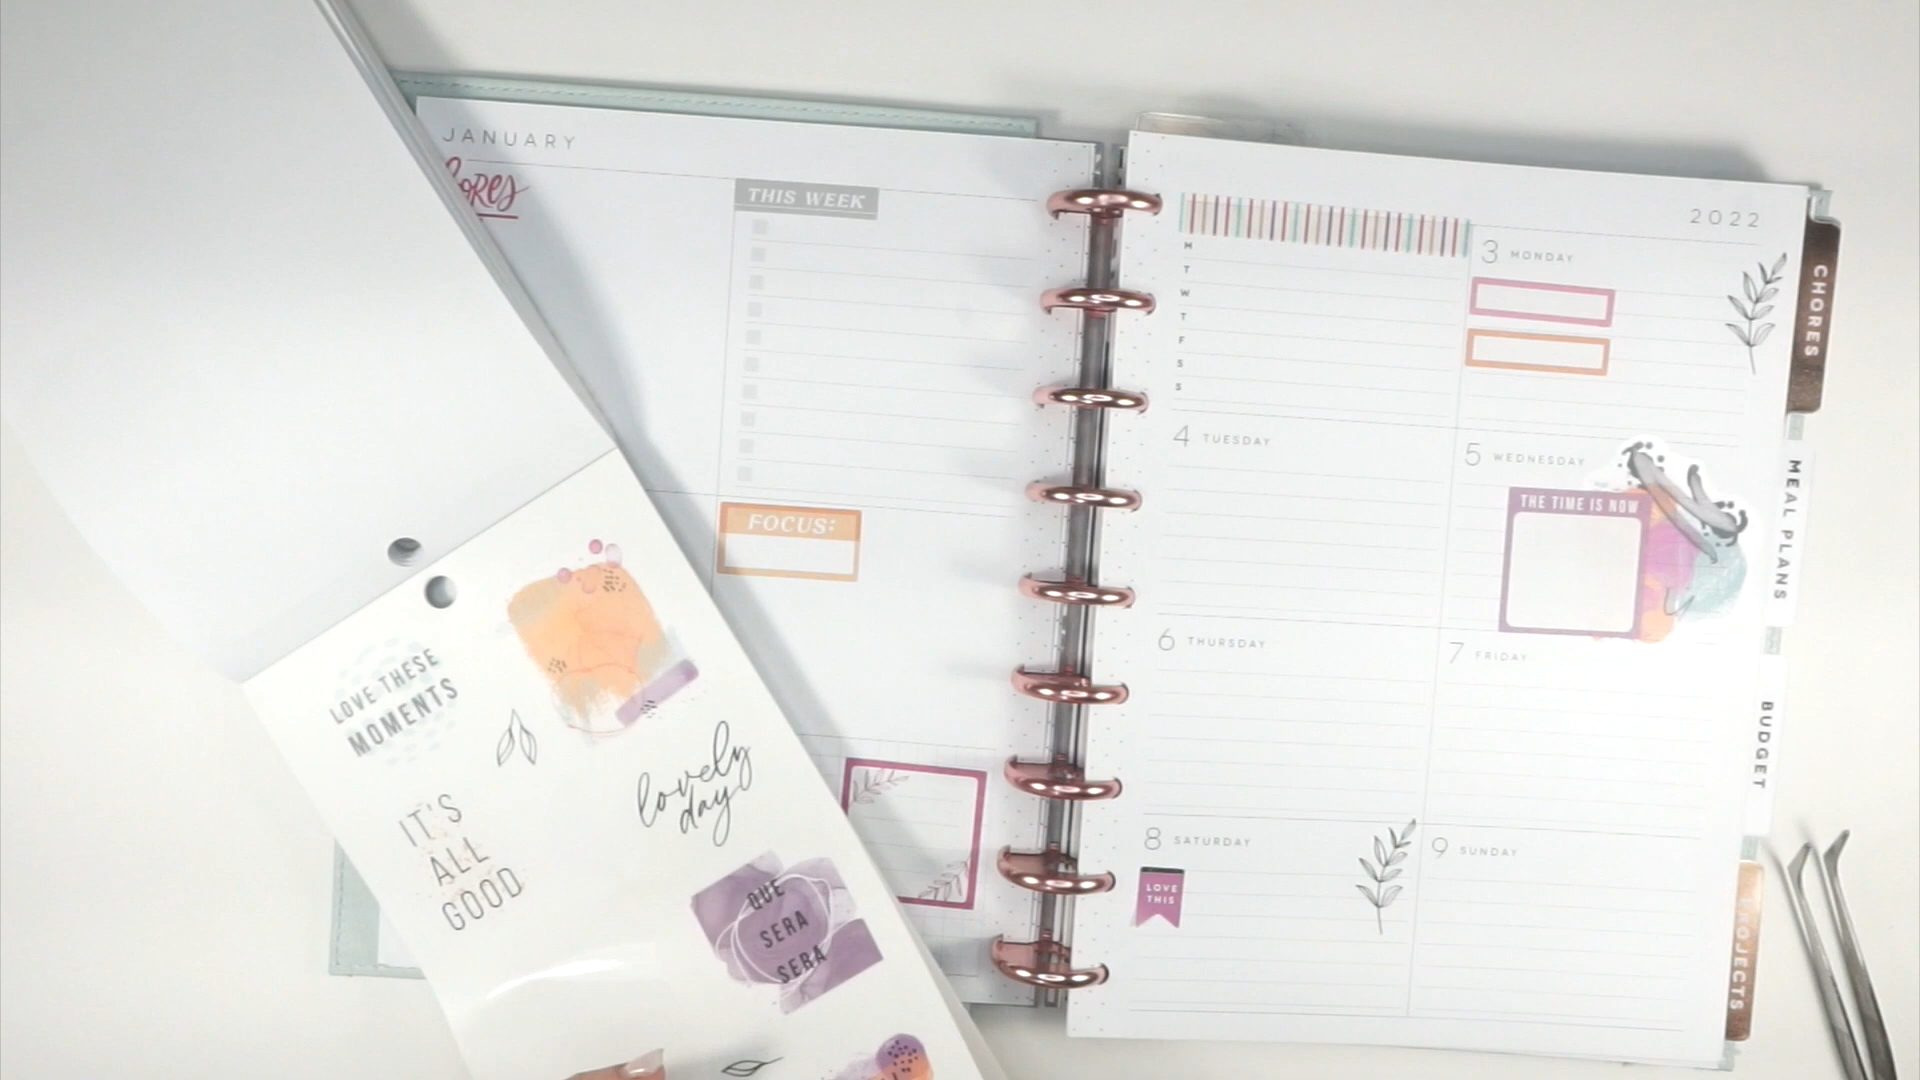 JANUARY
THIS WEEK
FOCUS:
LOVE THESE
MOMENTS
IT'S
ALL
GOOD
lovely
day
QUE
SERA
SERA
2022
M
T
W
T
F
S
S
3 MONDAY
4 TUESDAY
5 WEDNESDAY
THE TIME IS NOW
6 THURSDAY
7 FRIDAY
8 SATURDAY
LOVE
THIS
9 SUNDAY
CHORES
MEAL PLANS
BUDGET
PROJECTS